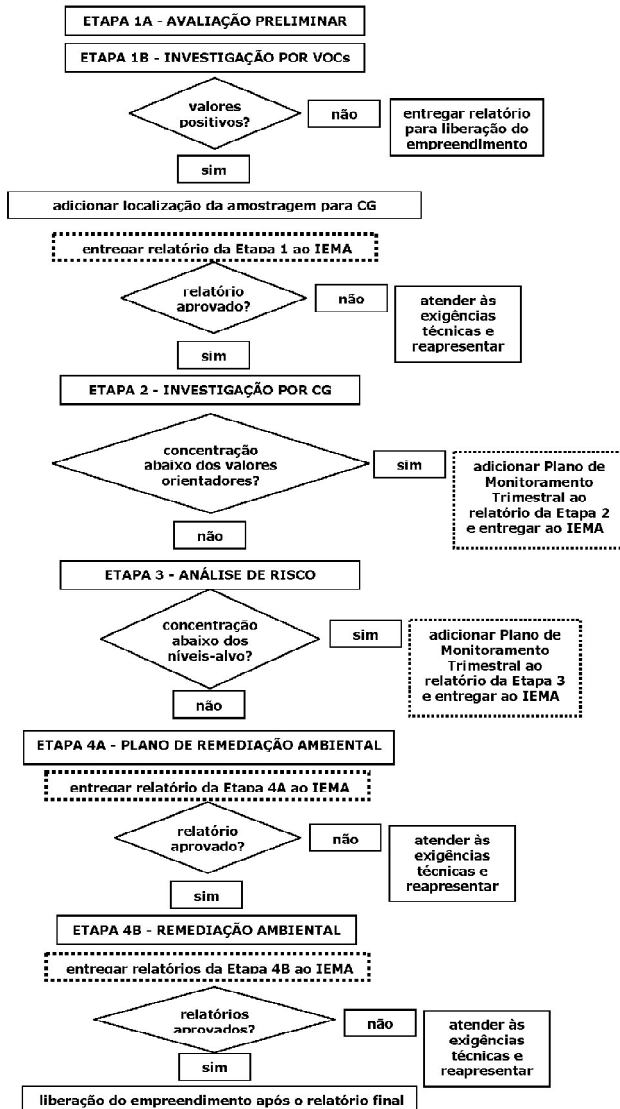 ETAPA 1A - AVALIAÇÃO PRELIMINAR
ETAPA 1B - INVESTIGAÇÃO POR VOCs
valores
positivos?
não
entregar relatório
para liberação do
empreendimento
sim
adicionar localização da amostragem para CG
entregar relatório da Etapa 1 ao IEMA
relatório
aprovado?
não
atender às
exigências
técnicas e
reapresentar
sim
ETAPA 2 - INVESTIGAÇÃO POR CG
concentração
abaixo dos valores
orientadores?
sim
adicionar Plano de
Monitoramento
Trimestral ao
relatório da Etapa 2
e entregar ao IEMA
não
ETAPA 3 - ANÁLISE DE RISCO
concentração
abaixo dos
níveis-alvo?
sim
adicionar Plano de
Monitoramento
Trimestral ao
relatório da Etapa 3
e entregar ao IEMA
não
ETAPA 4A - PLANO DE REMEDIAÇÃO AMBIENTAL
entregar relatório da Etapa 4A ao IEMA
relatório
aprovado?
não
atender às
exigências
técnicas e
reapresentar
sim
ETAPA 4B - REMEDIAÇÃO AMBIENTAL
entregar relatórios da Etapa 4B ao IEMA
relatórios
aprovados?
não
atender às
exigências
técnicas e
reapresentar
sim
liberação do empreendimento após o relatório final